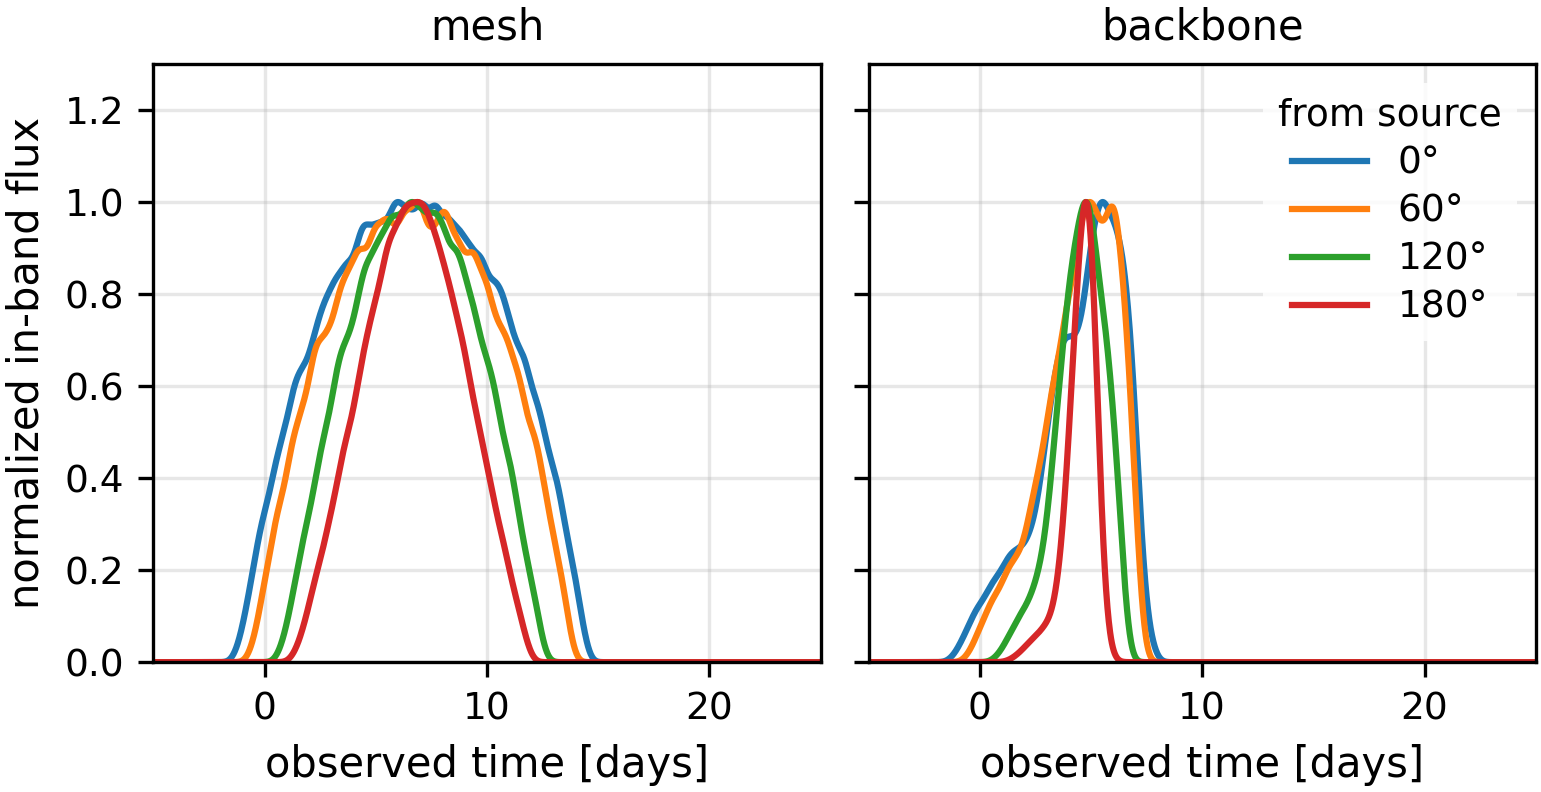 mesh
backbone
normalized in-band flux
1.2
1.0
0.8
0.6
0.4
0.2
0.0
0
10
20
observed time [days]
from source
0°
60°
120°
180°
0
10
20
observed time [days]